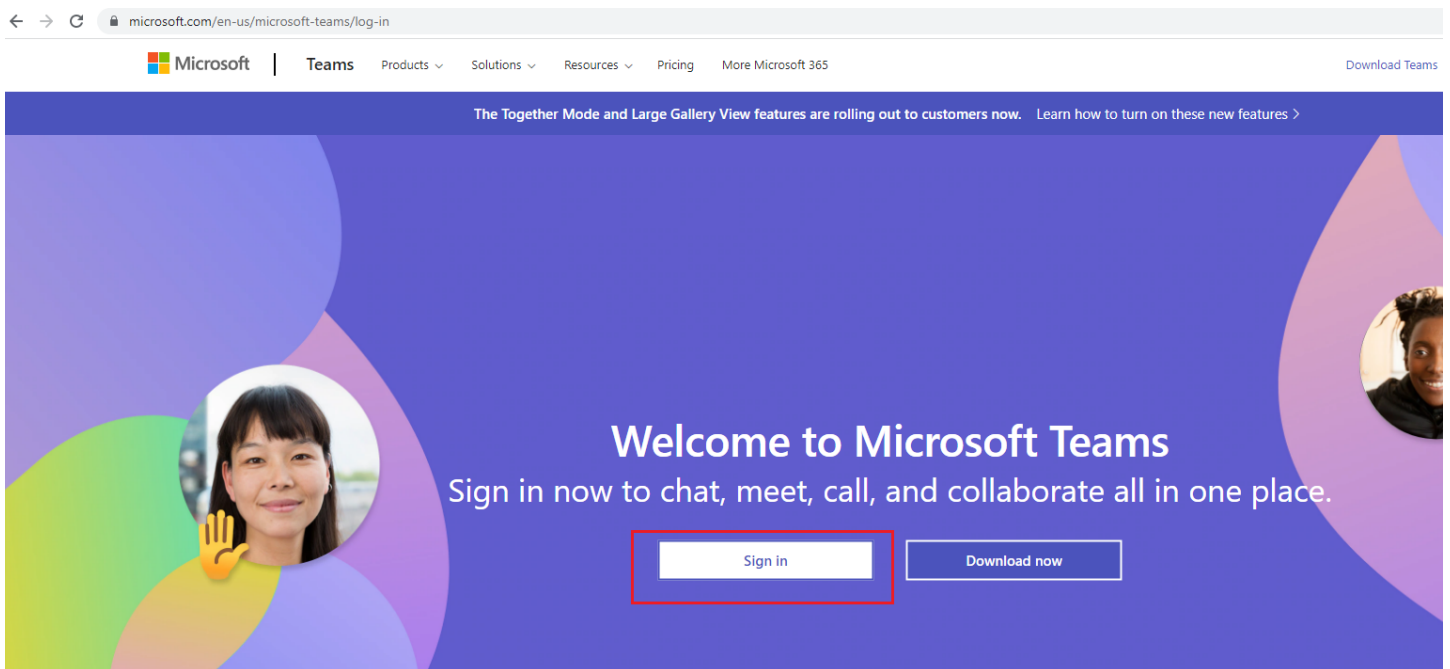 microsoft.com/en-us/microsoft-teams/log-in
Microsoft Teams Products Solutions Resources Pricing More Microsoft 365 Download Teams
The Together Mode and Large Gallery View features are rolling out to customers now. Learn how to turn on these new features >
Welcome to Microsoft Teams
Sign in now to chat, meet, call, and collaborate all in one place.
Sign in Download now